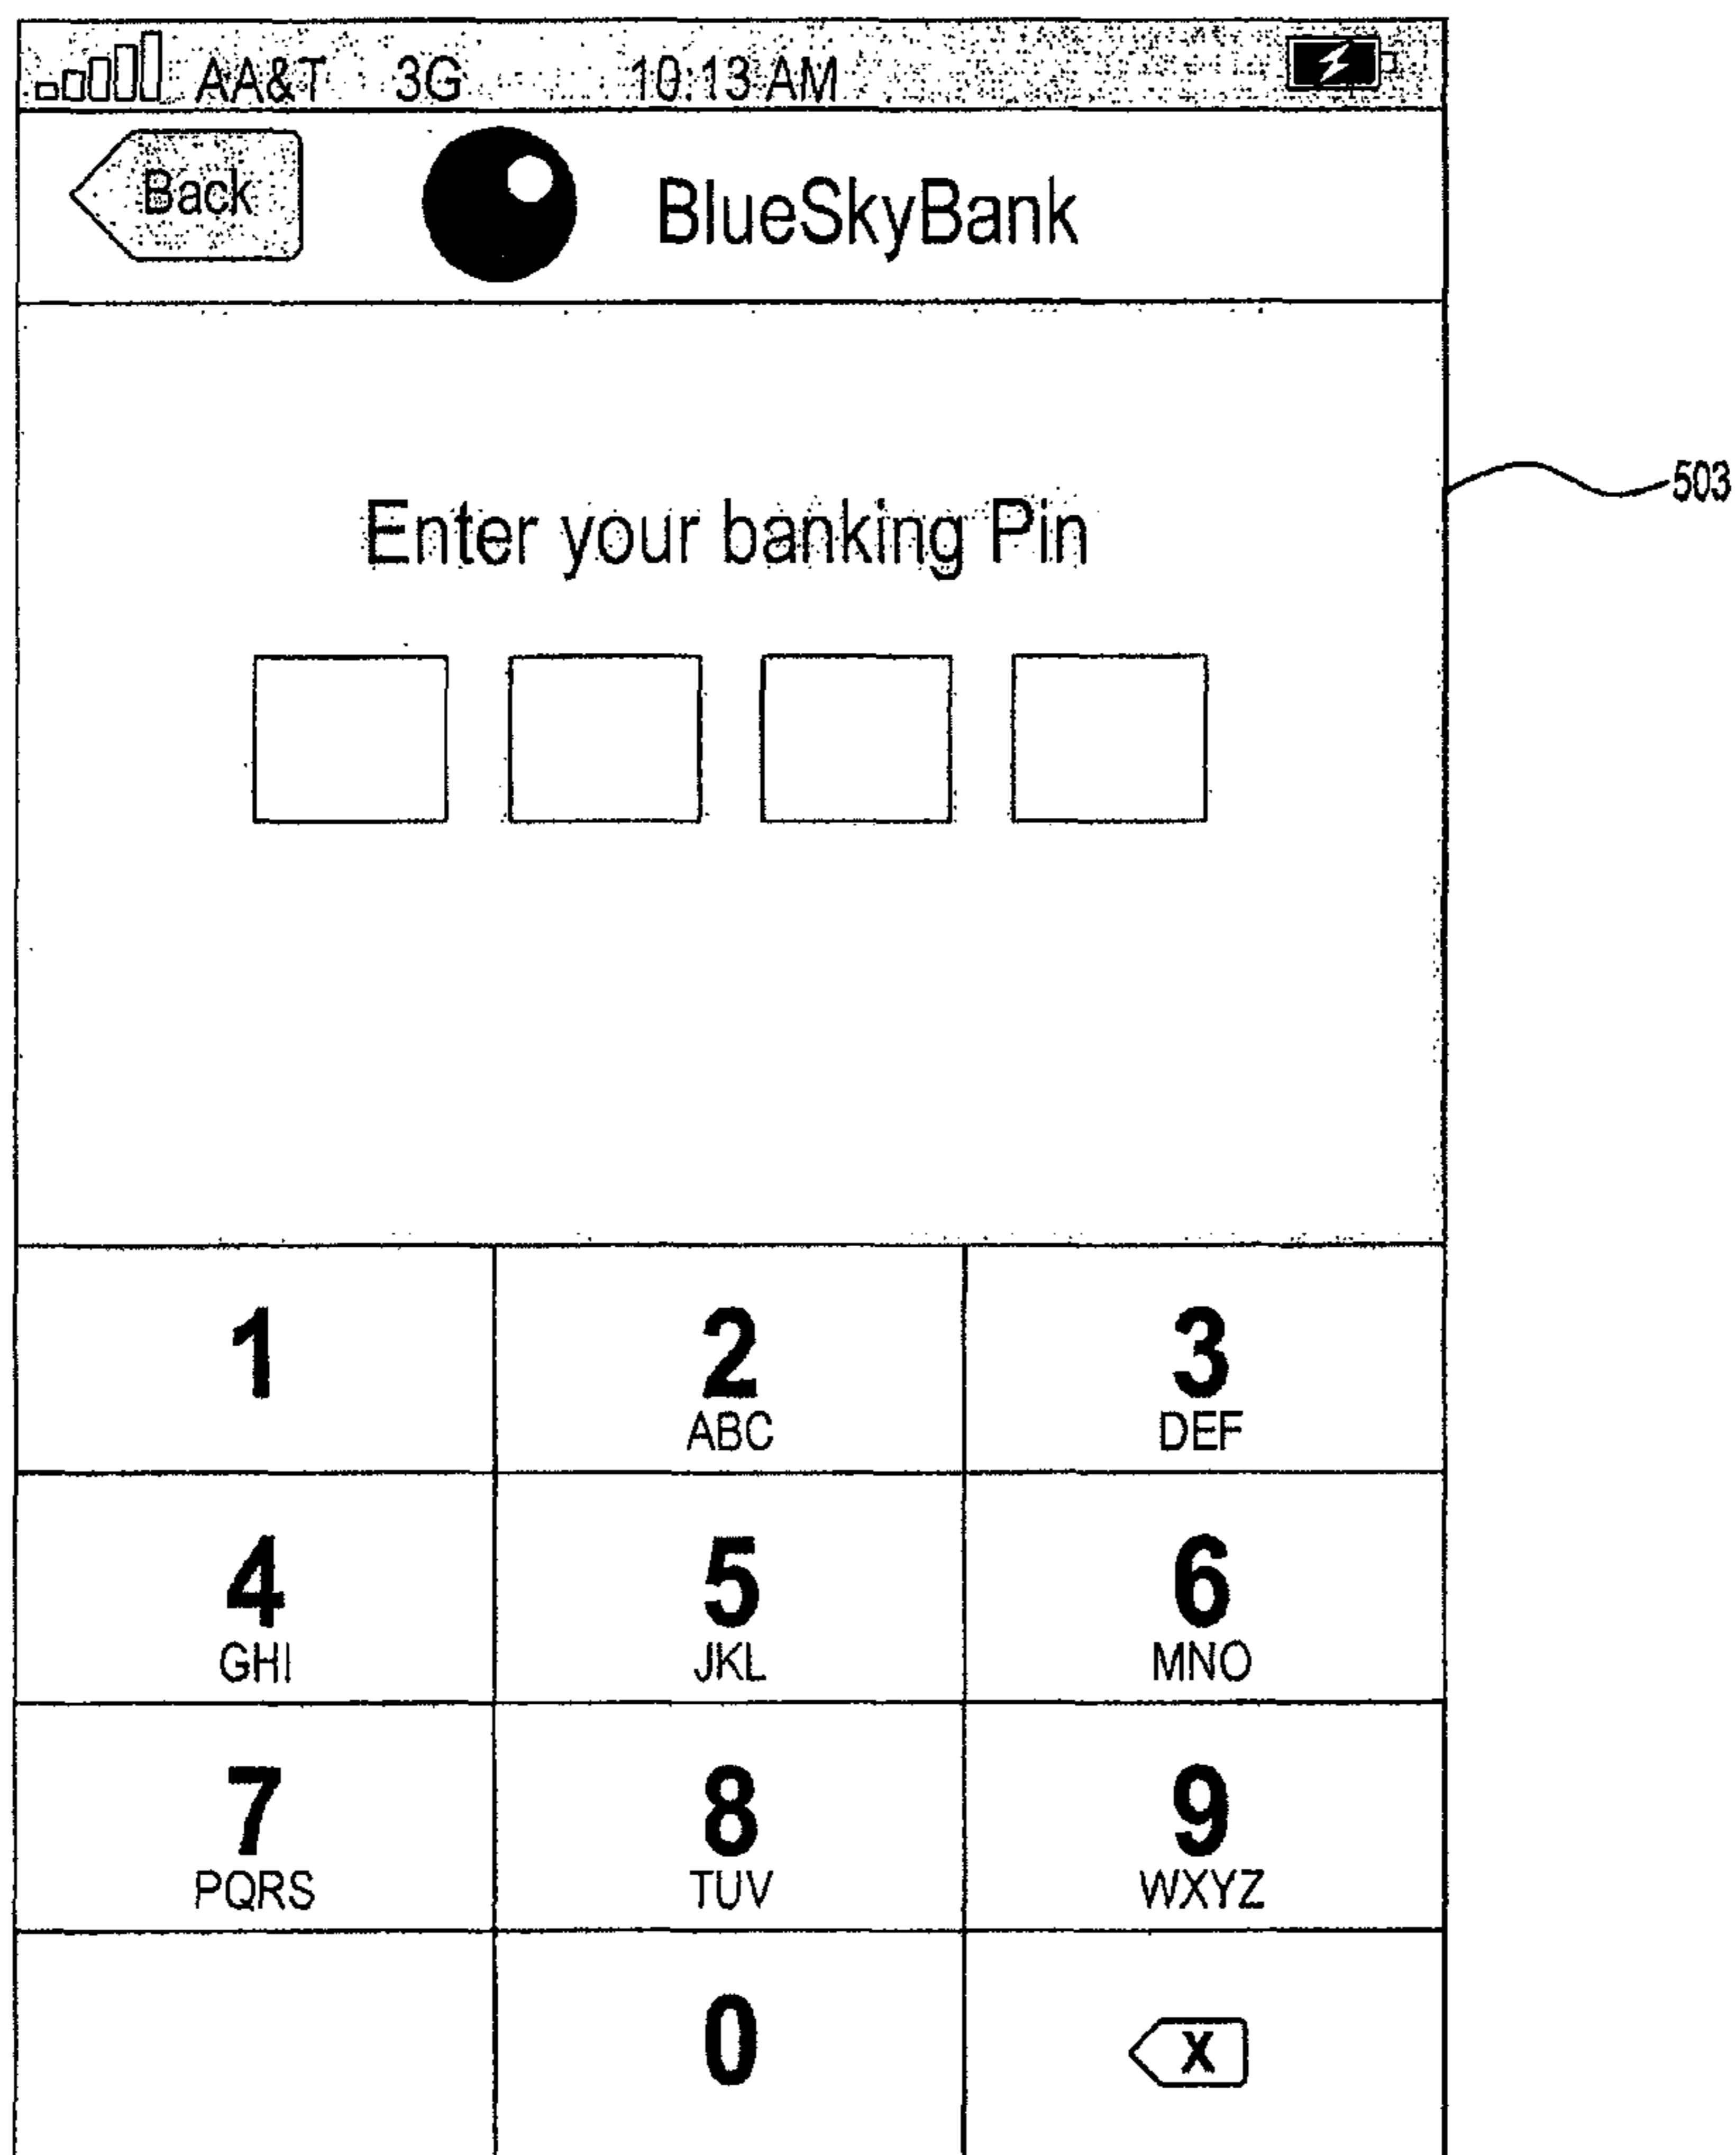 AA&T 3G 10:13 AM
Back BlueSkyBank
503
Enter your banking Pin
1 2 3
ABC DEF
4 5 6
GHI JKL MNO
7 8 9
PQRS TUV WXYZ
0 X